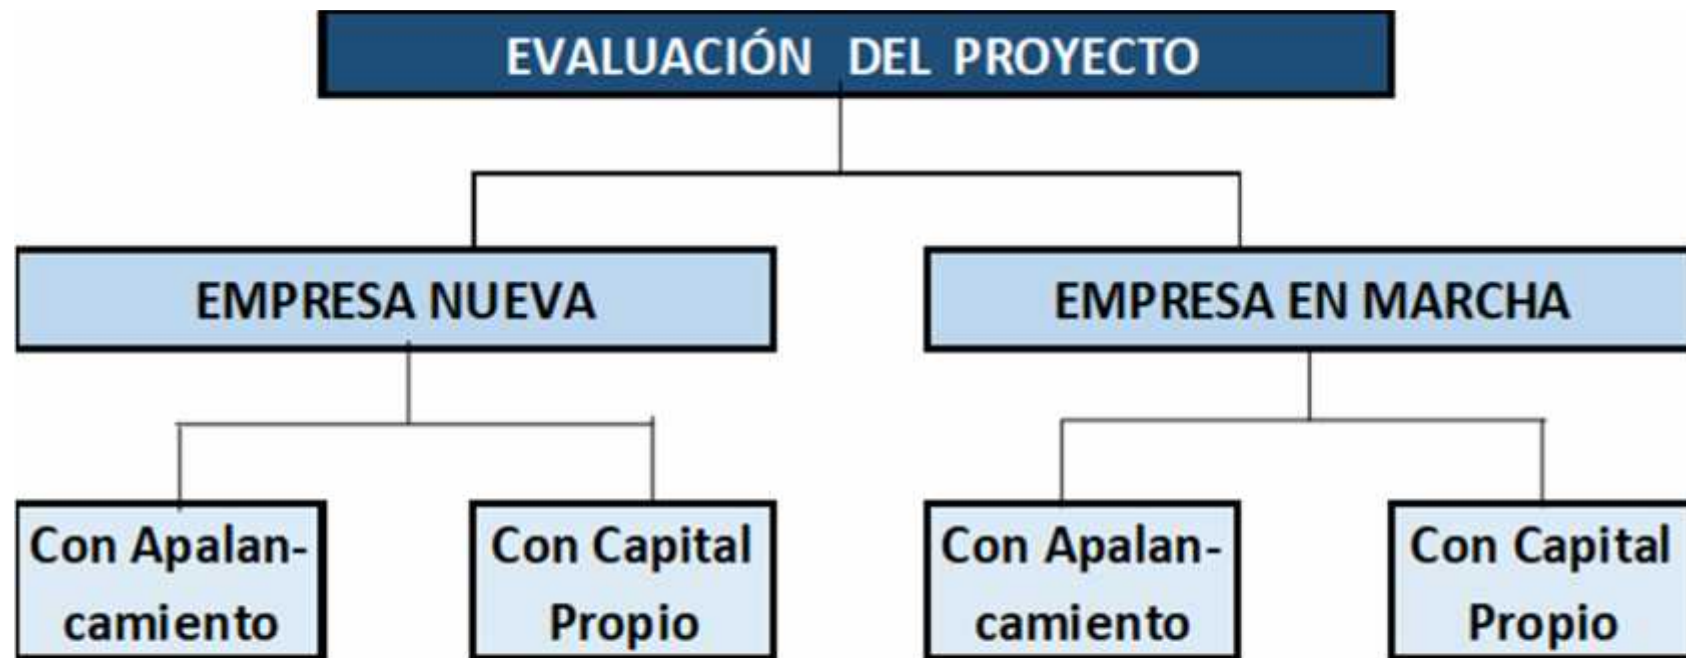 EVALUACIÓN DEL PROYECTO
EMPRESA NUEVA
EMPRESA EN MARCHA
Con Apalan-
camiento
Con Capital
Propio
Con Apalan-
camiento
Con Capital
Propio